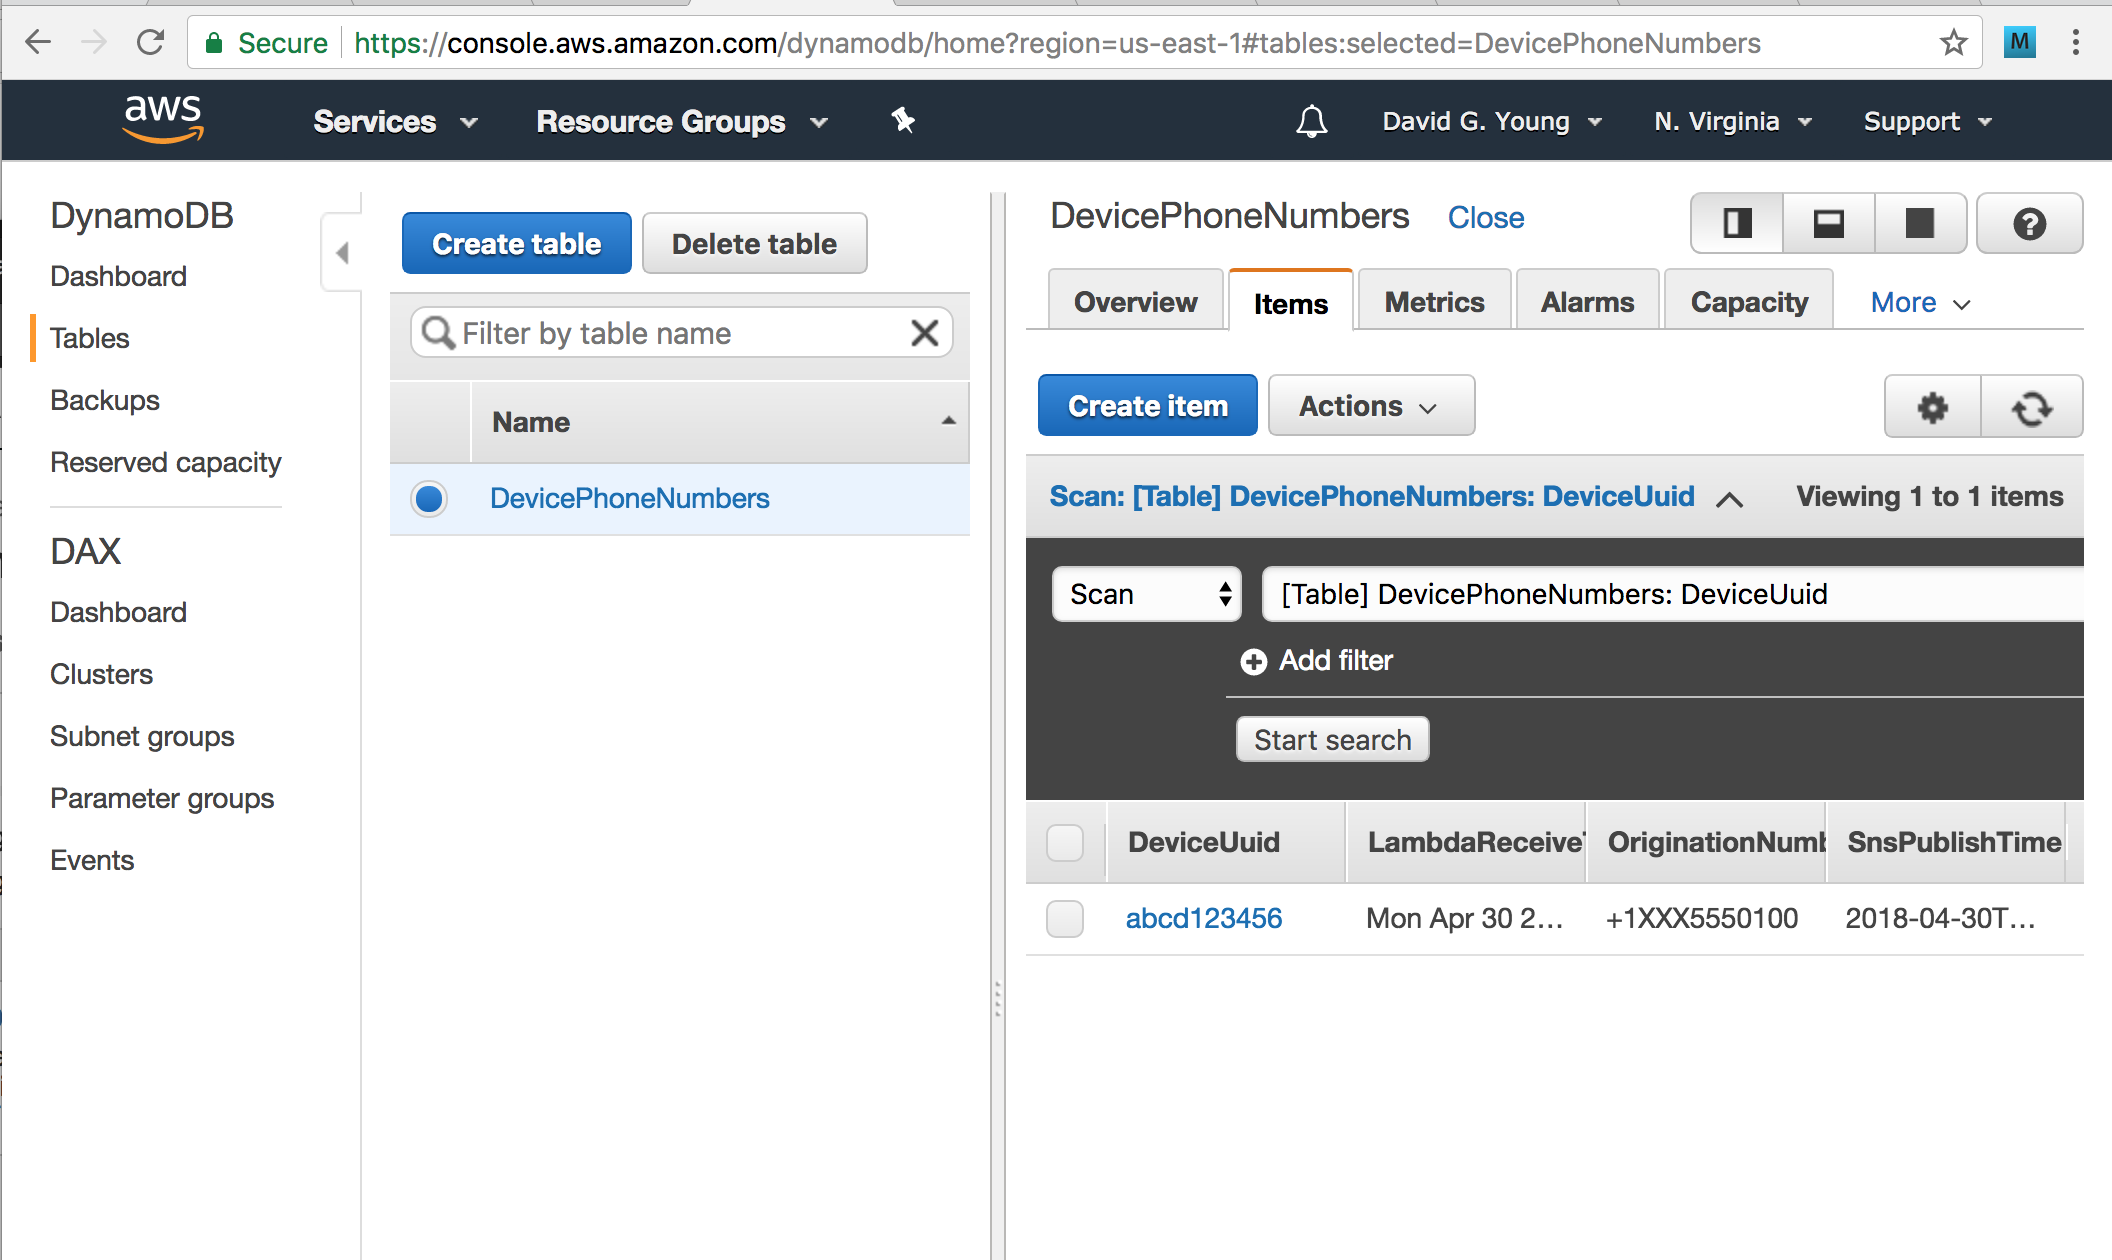 Secure https://console.aws.amazon.com/dynamodb/home?region=us-east-1#tables:selected=DevicePhoneNumbers M
aws Services Resource Groups David G. Young N. Virginia Support
DynamoDB
Dashboard
Tables
Backups
Reserved capacity
DAX
Dashboard
Clusters
Subnet groups
Parameter groups
Events
Create table Delete table
Filter by table name
Name
DevicePhoneNumbers
DevicePhoneNumbers Close
Overview Items Metrics Alarms Capacity More
Create item Actions
Scan: [Table] DevicePhoneNumbers: DeviceUuid Viewing 1 to 1 items
Scan [Table] DevicePhoneNumbers: DeviceUuid
Add filter
Start search
DeviceUuid LambdaReceive OriginationNumb SnsPublishTime
abcd123456 Mon Apr 30 2... +1XXX5550100 2018-04-30T...